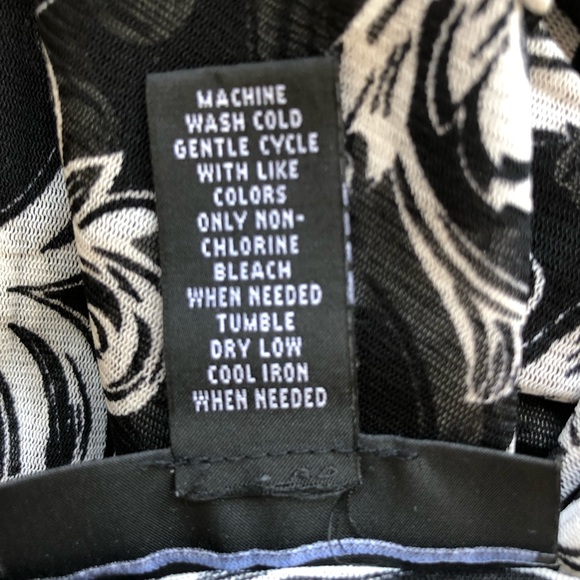 MACHINE
WASH COLD
GENTLE CYCLE
WITH LIKE
COLORS
ONLY NON-
CHLORINE
BLEACH
WHEN NEEDED
TUMBLE
DRY LOW
COOL IRON
WHEN NEEDED